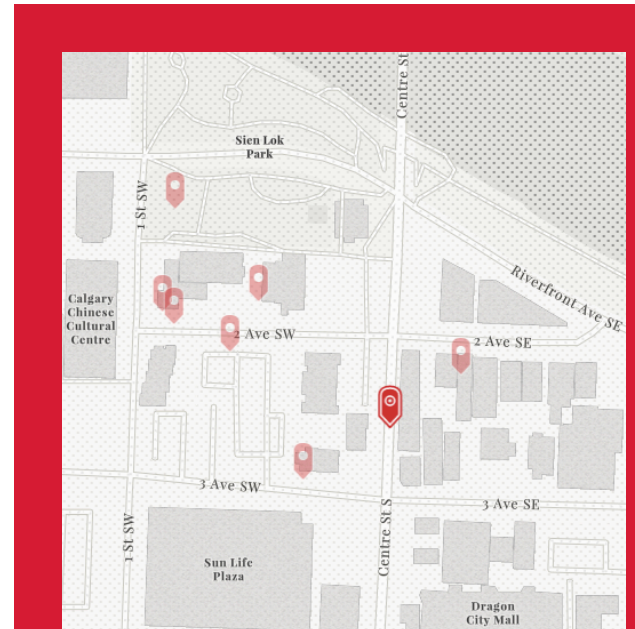 Centre St
Sien Lok
Park
1 St SW
Riverfront Ave SE
Calgary
Chinese
Cultural
Centre
2 Ave SW
2 Ave SE
3 Ave SW
3 Ave SE
Centre St S
1 St SW
Sun Life
Plaza
Dragon
City Mall